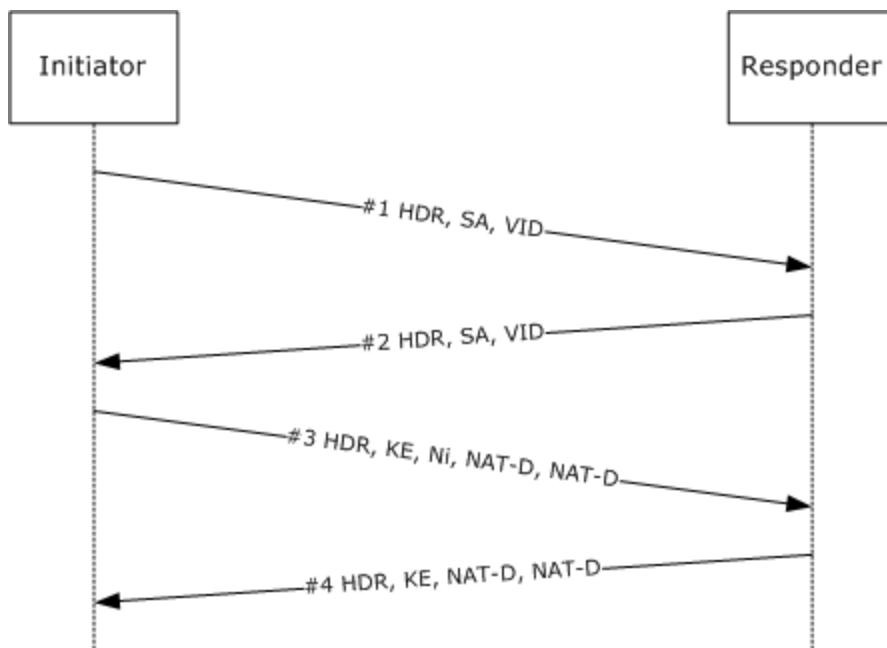 Initiator
Responder
#1 HDR, SA, VID
#2 HDR, SA, VID
#3 HDR, KE, Ni, NAT-D, NAT-D
#4 HDR, KE, NAT-D, NAT-D